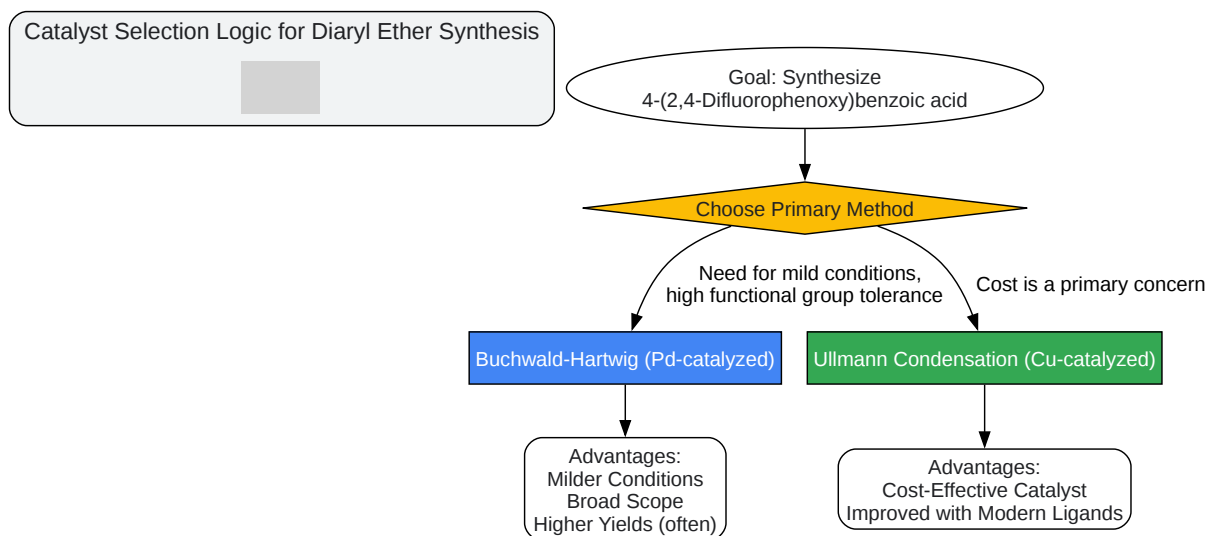 Catalyst Selection Logic for Diaryl Ether Synthesis
Goal: Synthesize
4-(2,4-Difluorophenoxy)benzoic acid
Choose Primary Method
Need for mild conditions,
high functional group tolerance
Cost is a primary concern
Buchwald-Hartwig (Pd-catalyzed)
Ullmann Condensation (Cu-catalyzed)
Advantages:
Milder Conditions
Broad Scope
Higher Yields (often)
Advantages:
Cost-Effective Catalyst
Improved with Modern Ligands